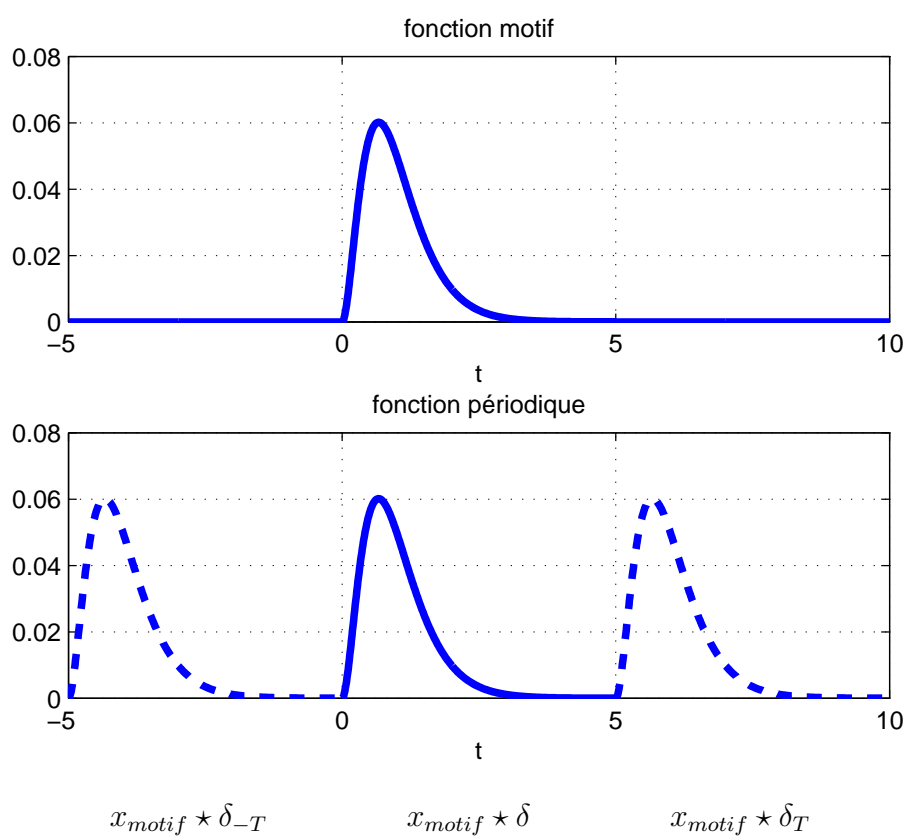 fonction motif
0.08
0.06
0.04
0.02
0
−5 0 5 10
t
fonction périodique
0.08
0.06
0.04
0.02
0
−5 0 5 10
t
x_{motif} ⋆ δ_{−T} x_{motif} ⋆ δ x_{motif} ⋆ δ_T